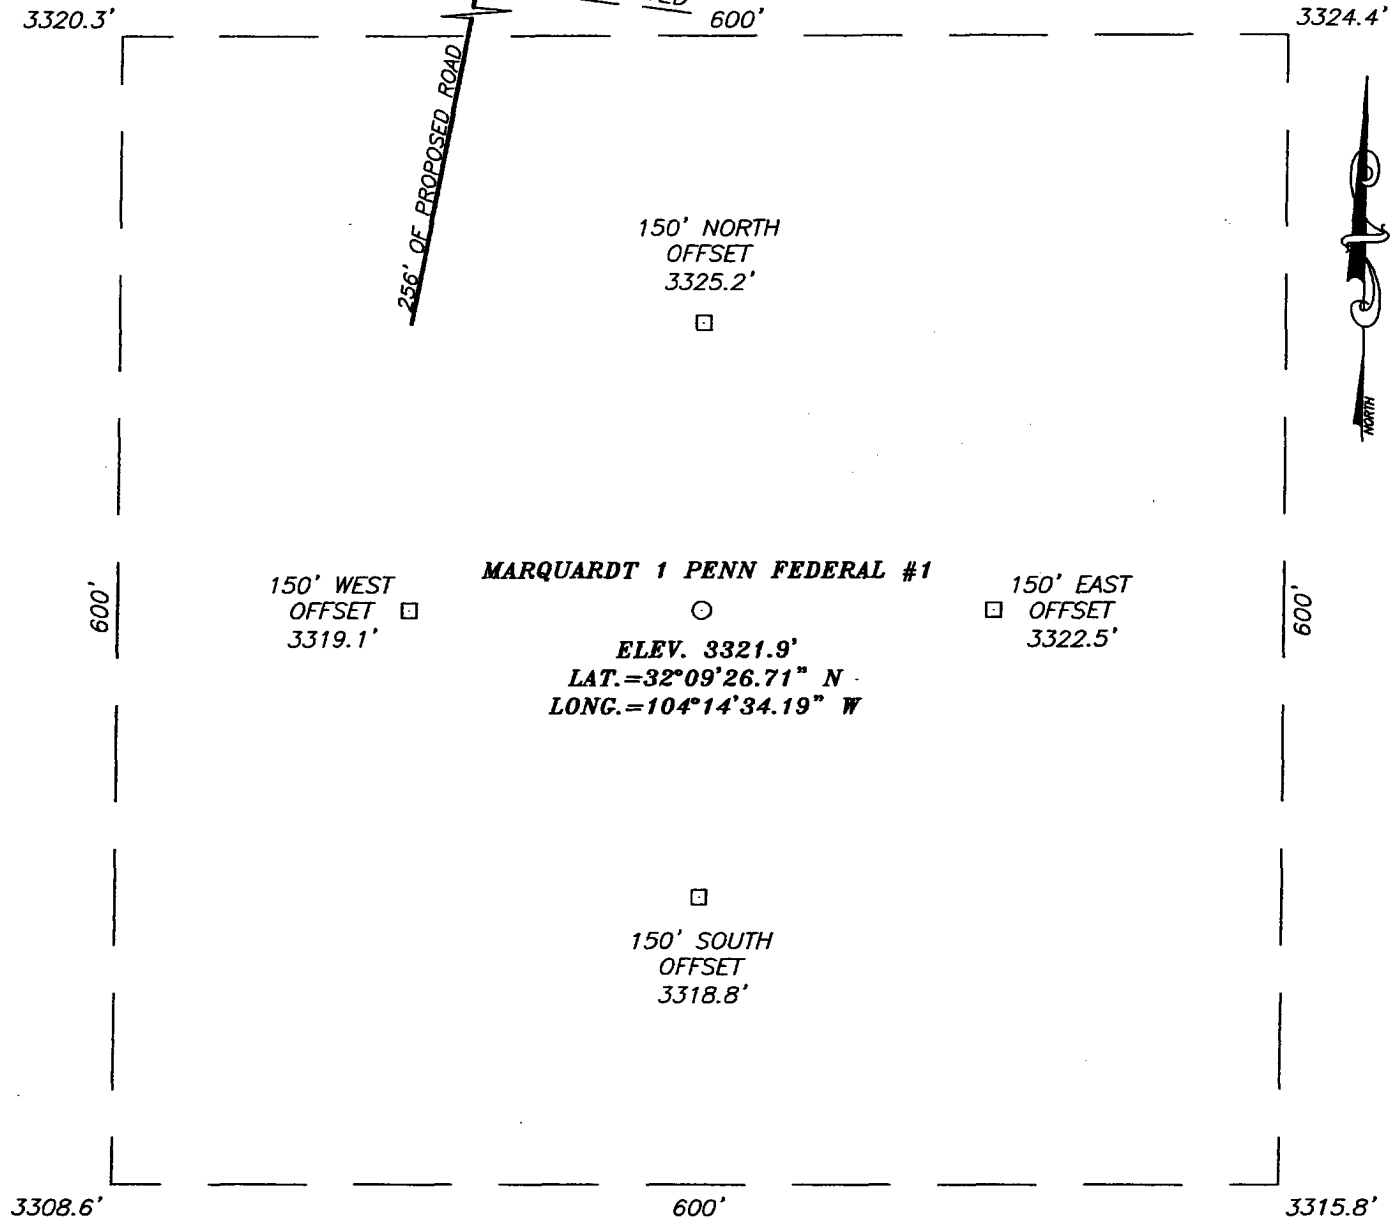 3320.3'
600'
3324.4'
256' OF PROPOSED ROAD
NORTH
150' NORTH
OFFSET
3325.2'
600'
150' WEST
OFFSET
3319.1'
MARQUARDT 1 PENN FEDERAL #1
ELEV. 3321.9'
LAT.=32°09'26.71" N
LONG.=104°14'34.19" W
150' EAST
OFFSET
3322.5'
600'
150' SOUTH
OFFSET
3318.8'
3308.6'
600'
3315.8'